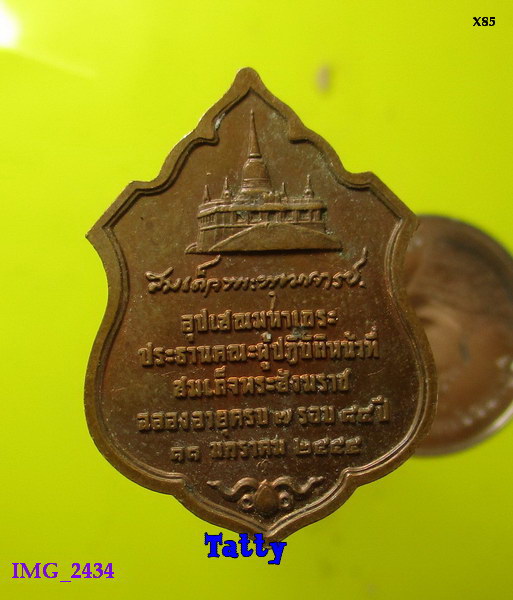 X85
สมเด็จพระพุฒาจารย์
อุปเสณมหาเถระ
ประธานคณะผู้ปฏิบัติหน้าที่
สมเด็จพระสังฆราช
ฉลองอายุครบ ๗ รอบ ๘๔ ปี
๑๑ มกราคม ๒๕๕๕
Tatty
IMG_2434